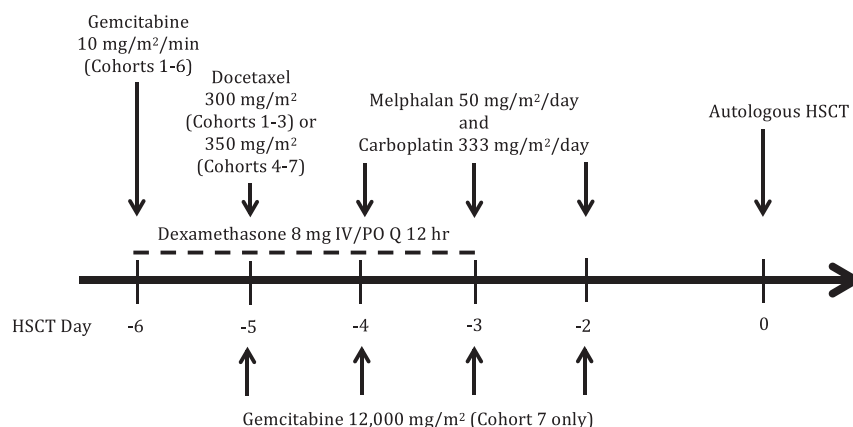 Gemcitabine
10 mg/m²/min
(Cohorts 1-6)
Docetaxel
300 mg/m²
(Cohorts 1-3) or
350 mg/m²
(Cohorts 4-7)
Melphalan 50 mg/m²/day
and
Carboplatin 333 mg/m²/day
Autologous HSCT
Dexamethasone 8 mg IV/PO Q 12 hr
HSCT Day -6 -5 -4 -3 -2 0
Gemcitabine 12,000 mg/m² (Cohort 7 only)